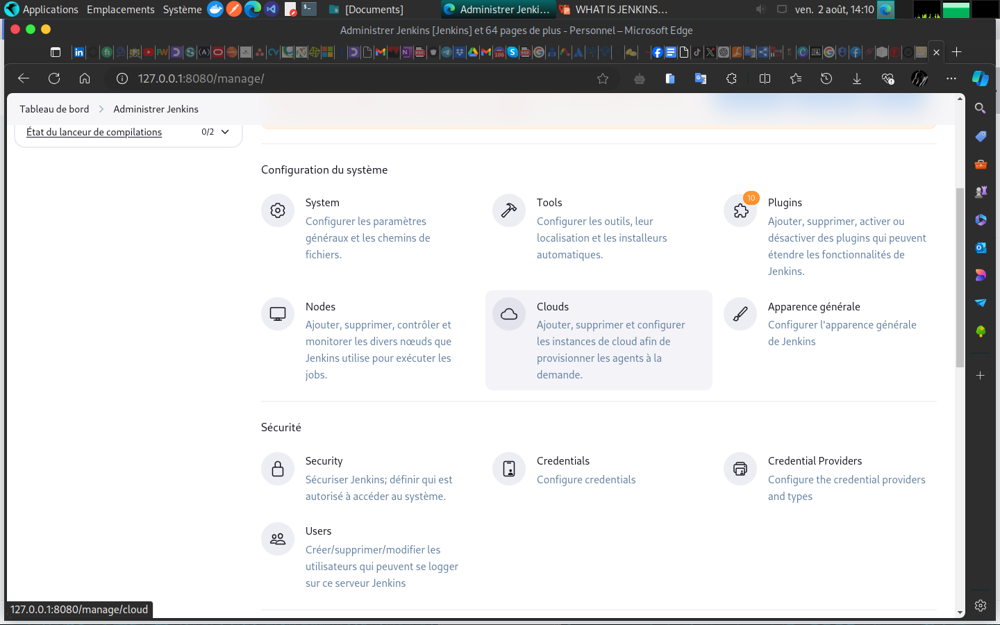 Applications Emplacements Système [Documents] Administrer Jenki... WHAT IS JENKINS... ven. 2 août, 14:10
Administrer Jenkins [Jenkins] et 64 pages de plus - Personnel – Microsoft Edge
127.0.0.1:8080/manage/
Tableau de bord Administrer Jenkins
État du lanceur de compilations 0/2
Configuration du système
System
Configurer les paramètres
généraux et les chemins de
fichiers.
Tools
Configurer les outils, leur
localisation et les installeurs
automatiques.
10
Plugins
Ajouter, supprimer, activer ou
désactiver des plugins qui peuvent
étendre les fonctionnalités de
Jenkins.
Nodes
Ajouter, supprimer, contrôler et
monitorer les divers nœuds que
Jenkins utilise pour exécuter les
jobs.
Clouds
Ajouter, supprimer et configurer
les instances de cloud afin de
provisionner les agents à la
demande.
Apparence générale
Configurer l'apparence générale
de Jenkins
Sécurité
Security
Sécuriser Jenkins; définir qui est
autorisé à accéder au système.
Credentials
Configure credentials
Credential Providers
Configure the credential providers
and types
Users
Créer/supprimer/modifier les
utilisateurs qui peuvent se logger
sur ce serveur Jenkins
127.0.0.1:8080/manage/cloud